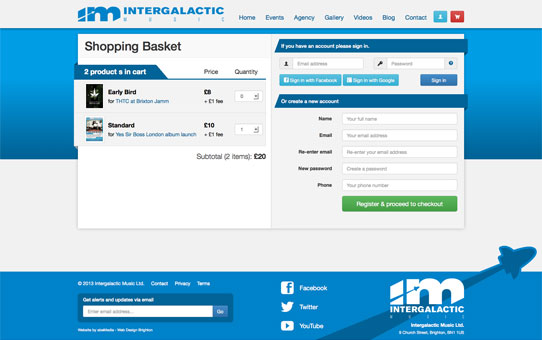 INTERGALACTIC
MUSIC
Home Events Agency Gallery Videos Blog Contact
Shopping Basket
2 product s in cart Price Quantity
Early Bird £8
for THTC at Brixton Jamm + £1 fee
Standard £10 1
for Yes Sir Boss London album launch + £1 fee
Subtotal (2 items): £20
If you have an account please sign in.
Email address Password
Sign in with Facebook Sign in with Google Sign in
Or create a new account
Name Your full name
Email Your email address
Re-enter email Re-enter your email address
New password Create a password
Phone Your phone number
Register & proceed to checkout
© 2013 Intergalactic Music Ltd. Contact Privacy Terms
Get alerts and updates via email
Enter email address... Go
Website by pixelMedia - Web Design Brighton
Facebook
Twitter
YouTube
im
INTERGALACTIC
MUSIC
Intergalactic Music Ltd.
9 Church Street, Brighton, BN1 1US